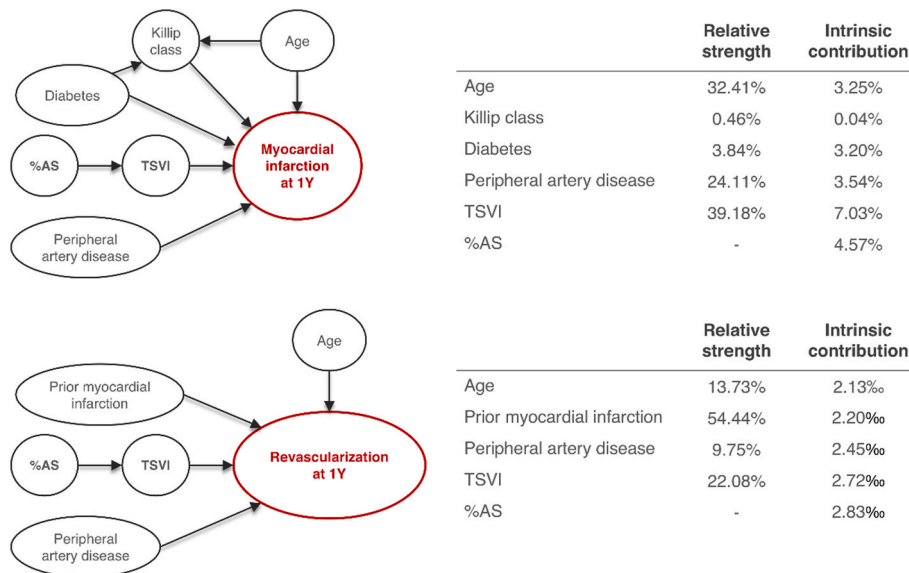 Killip
class
Age
Diabetes
%AS
TSVI
Myocardial
infarction
at 1Y
Peripheral
artery disease
Relative Intrinsic
strength contribution
Age 32.41% 3.25%
Killip class 0.46% 0.04%
Diabetes 3.84% 3.20%
Peripheral artery disease 24.11% 3.54%
TSVI 39.18% 7.03%
%AS - 4.57%
Age
Prior myocardial
infarction
%AS
TSVI
Revascularization
at 1Y
Peripheral
artery disease
Relative Intrinsic
strength contribution
Age 13.73% 2.13‰
Prior myocardial infarction 54.44% 2.20‰
Peripheral artery disease 9.75% 2.45‰
TSVI 22.08% 2.72‰
%AS - 2.83‰